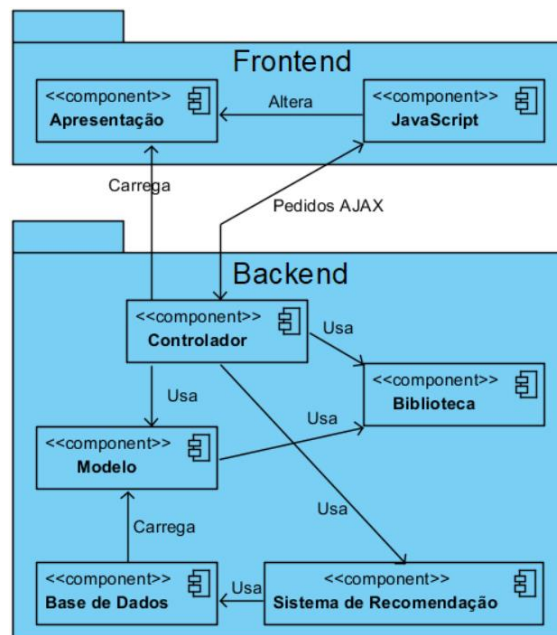 Frontend
<<component>>
Apresentação
Altera
<<component>>
JavaScript
Carrega
Pedidos AJAX
Backend
<<component>>
Controlador
Usa
<<component>>
Biblioteca
Usa
Usa
<<component>>
Modelo
Usa
Carrega
<<component>>
Base de Dados
Usa
<<component>>
Sistema de Recomendação